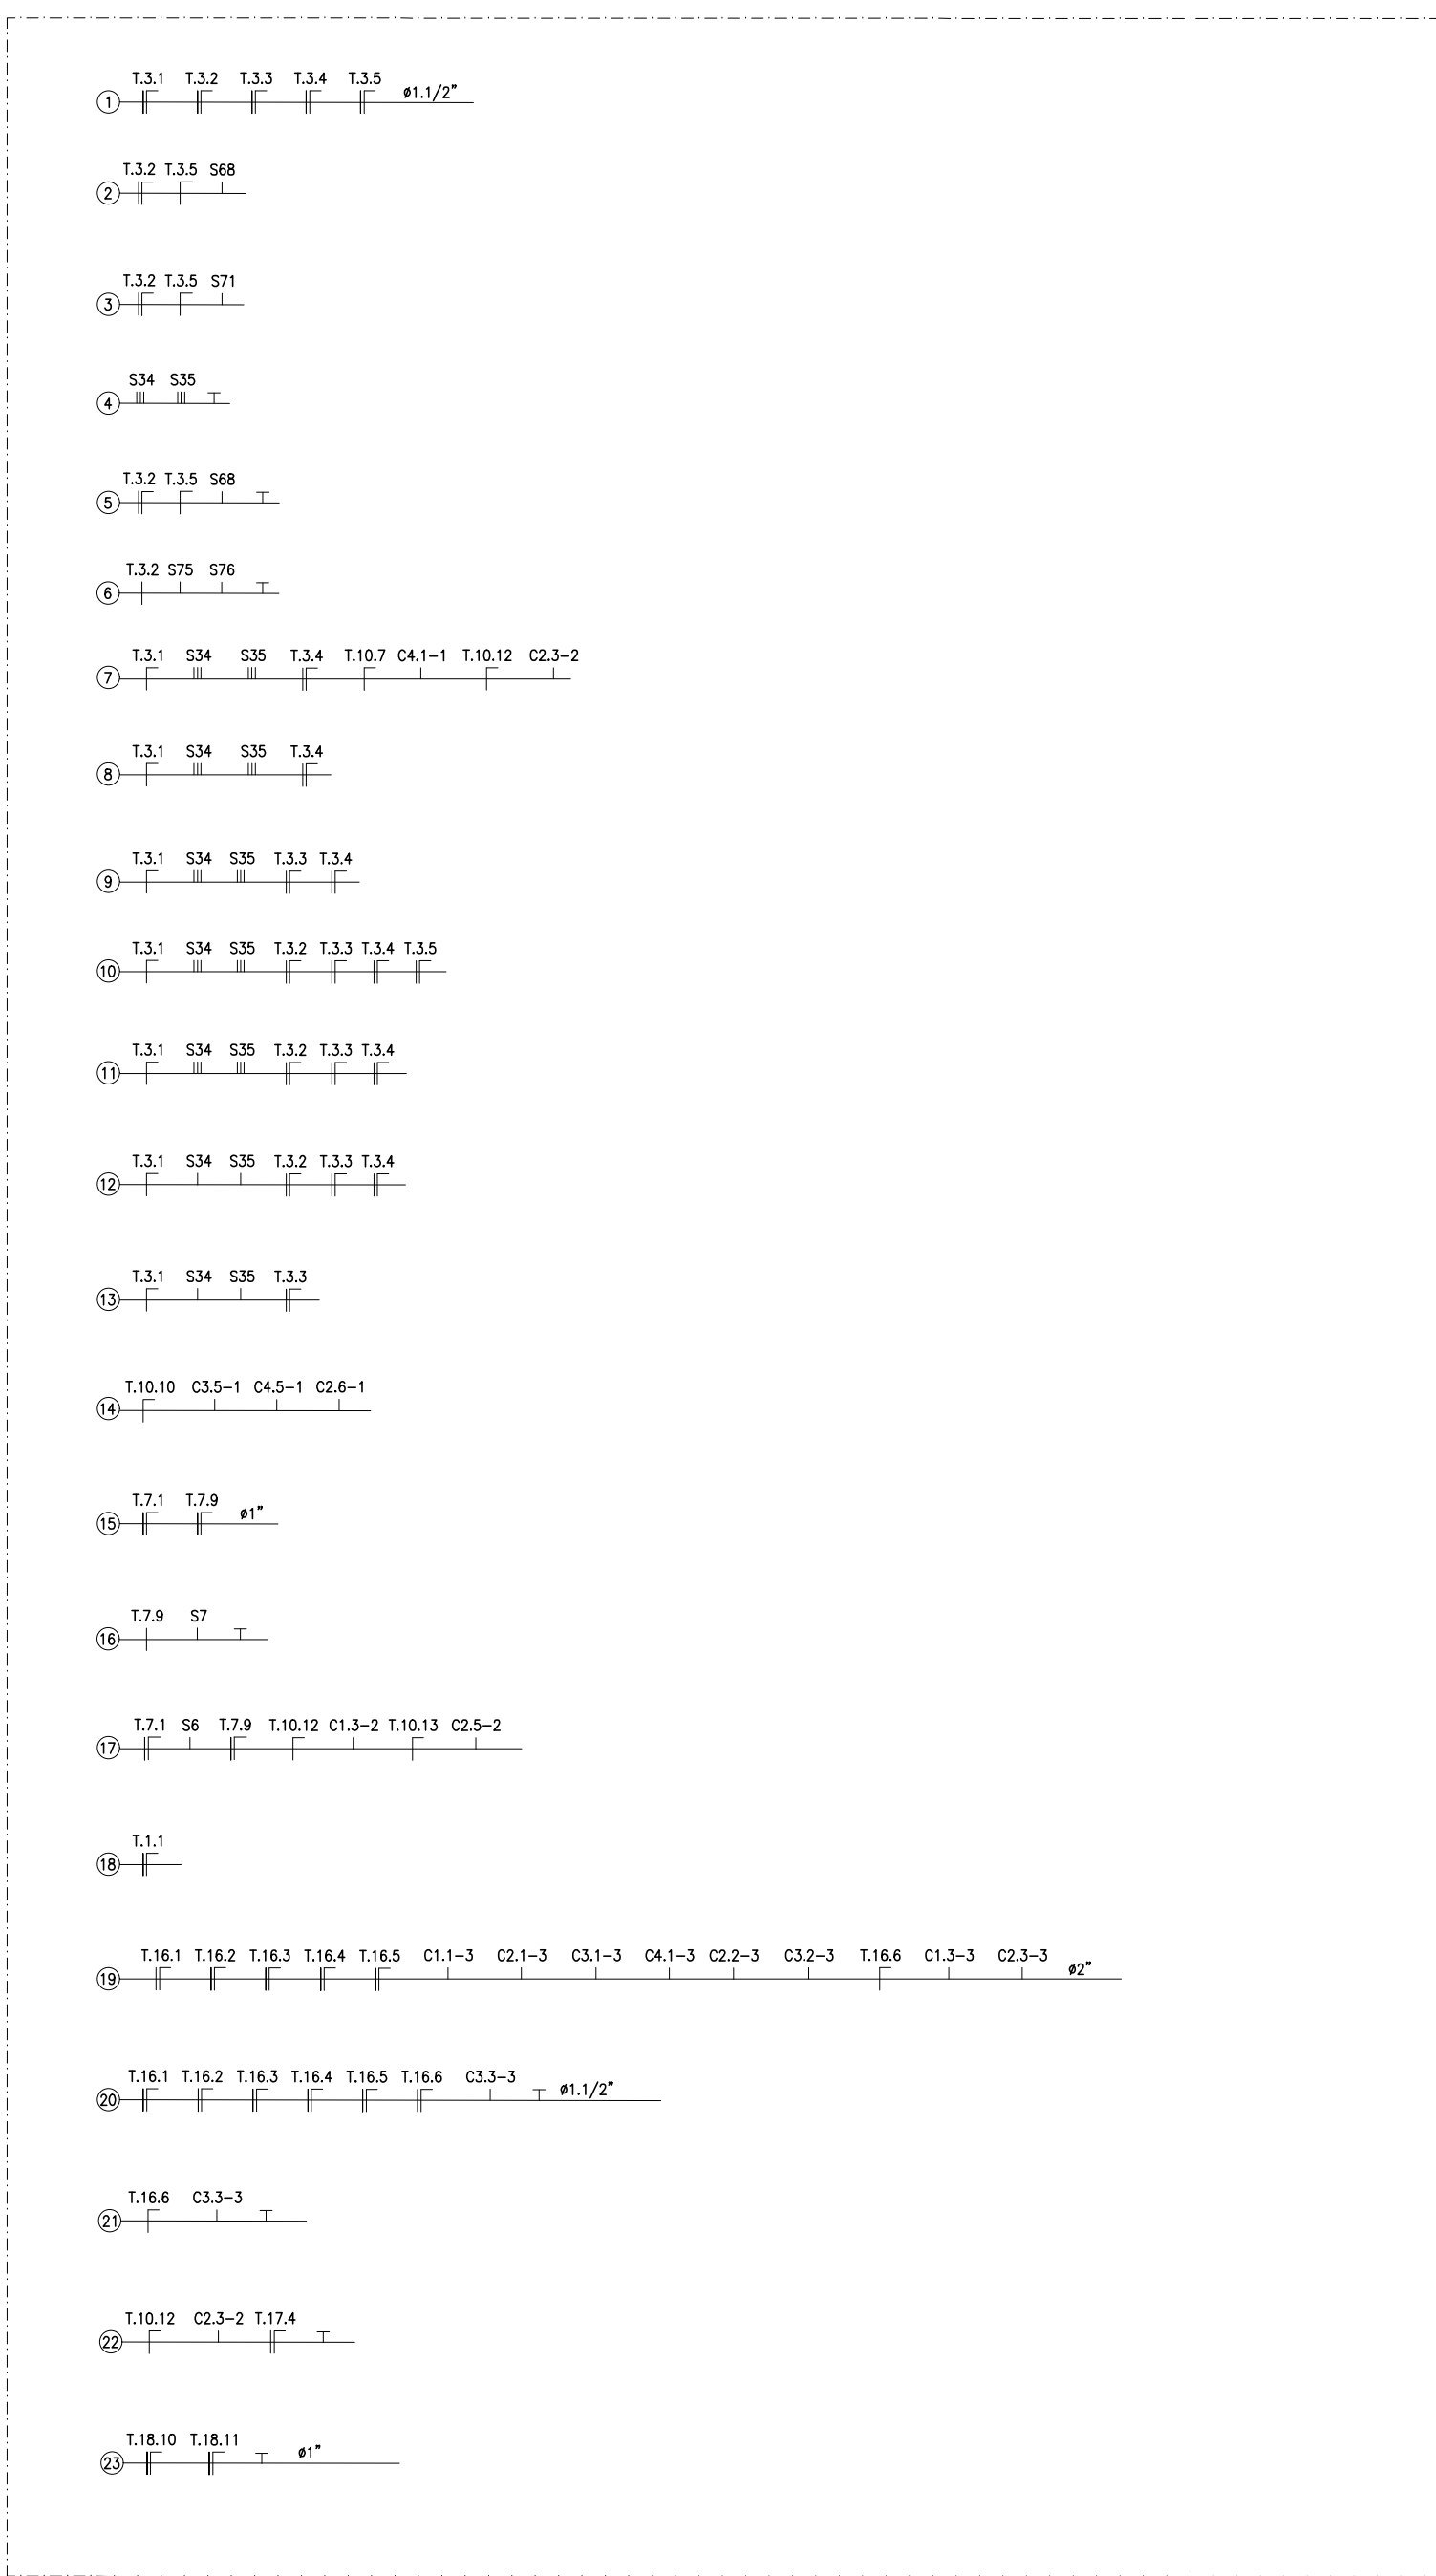 T.3.1 T.3.2 T.3.3 T.3.4 T.3.5 ø1.1/2"
1
T.3.2 T.3.5 S68
2
T.3.2 T.3.5 S71
3
S34 S35
4
T.3.2 T.3.5 S68
5
T.3.2 S75 S76
6
T.3.1 S34 S35 T.3.4 T.10.7 C4.1-1 T.10.12 C2.3-2
7
T.3.1 S34 S35 T.3.4
8
T.3.1 S34 S35 T.3.3 T.3.4
9
T.3.1 S34 S35 T.3.2 T.3.3 T.3.4 T.3.5
10
T.3.1 S34 S35 T.3.2 T.3.3 T.3.4
11
T.3.1 S34 S35 T.3.2 T.3.3 T.3.4
12
T.3.1 S34 S35 T.3.3
13
T.10.10 C3.5-1 C4.5-1 C2.6-1
14
T.7.1 T.7.9 ø1"
15
T.7.9 S7
16
T.7.1 S6 T.7.9 T.10.12 C1.3-2 T.10.13 C2.5-2
17
T.1.1
18
T.16.1 T.16.2 T.16.3 T.16.4 T.16.5 C1.1-3 C2.1-3 C3.1-3 C4.1-3 C2.2-3 C3.2-3 T.16.6 C1.3-3 C2.3-3 ø2"
19
T.16.1 T.16.2 T.16.3 T.16.4 T.16.5 T.16.6 C3.3-3 ø1.1/2"
20
T.16.6 C3.3-3
21
T.10.12 C2.3-2 T.17.4
22
T.18.10 T.18.11 ø1"
23